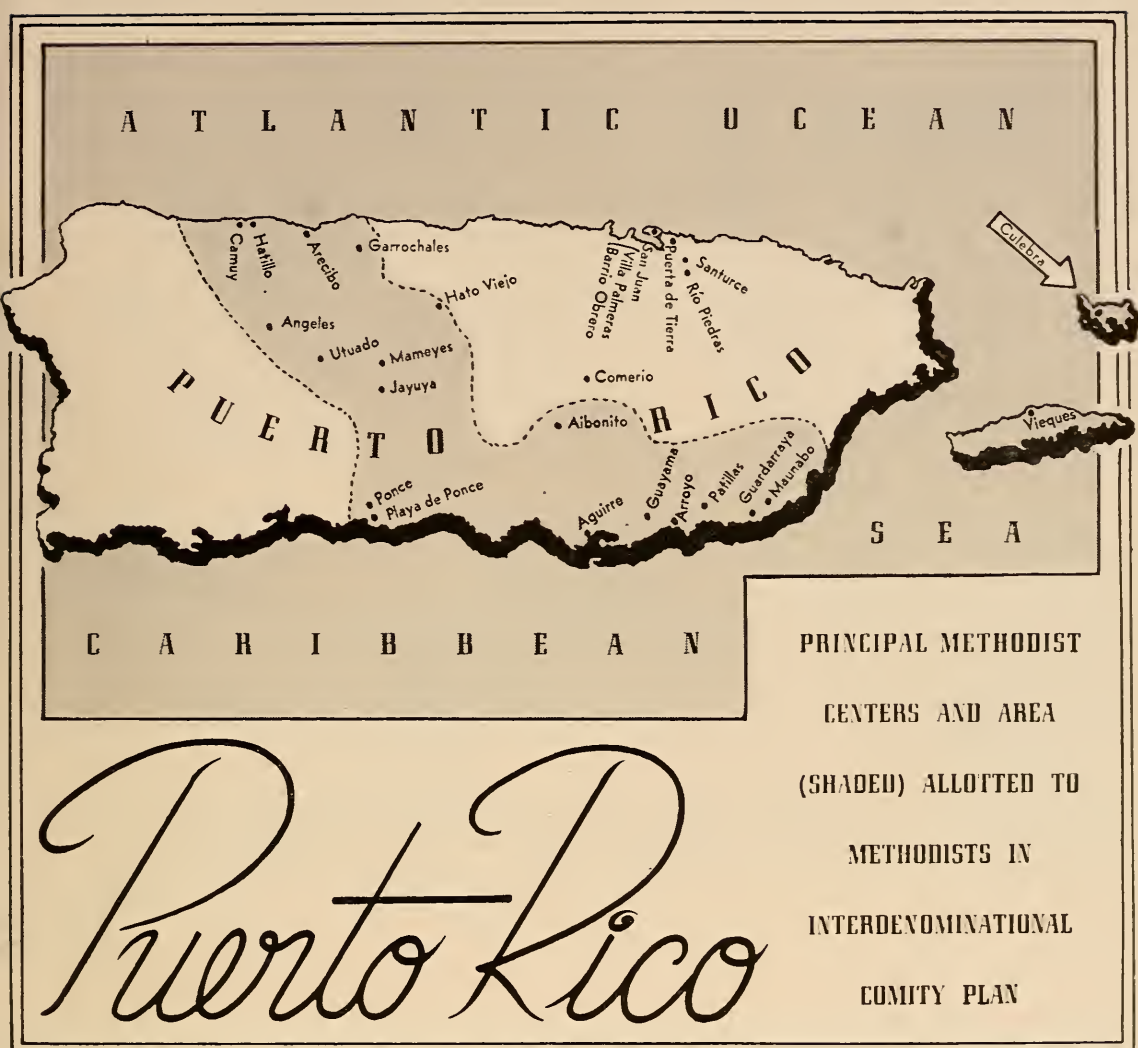 ATLANTIC OCEAN
Culebra
Camuy
Hatillo
Arecibo
Garrochales
San Juan
Villa Palmeras
Barrio Obrero
Puerta de Tierra
Santurce
Rio Piedras
Hato Viejo
Angeles
Utuado
Mameyes
Jayuya
Comerio
PUERTO RICO
Aibonito
Vieques
Ponce
Playa de Ponce
Aguirre
Guayama
Arroyo
Patillas
Guardarraya
Maunabo
CARIBBEAN SEA
PRINCIPAL METHODIST
CENTERS AND AREA
(SHADED) ALLOTTED TO
METHODISTS IN
INTERDENOMINATIONAL
COMITY PLAN
Puerto Rico